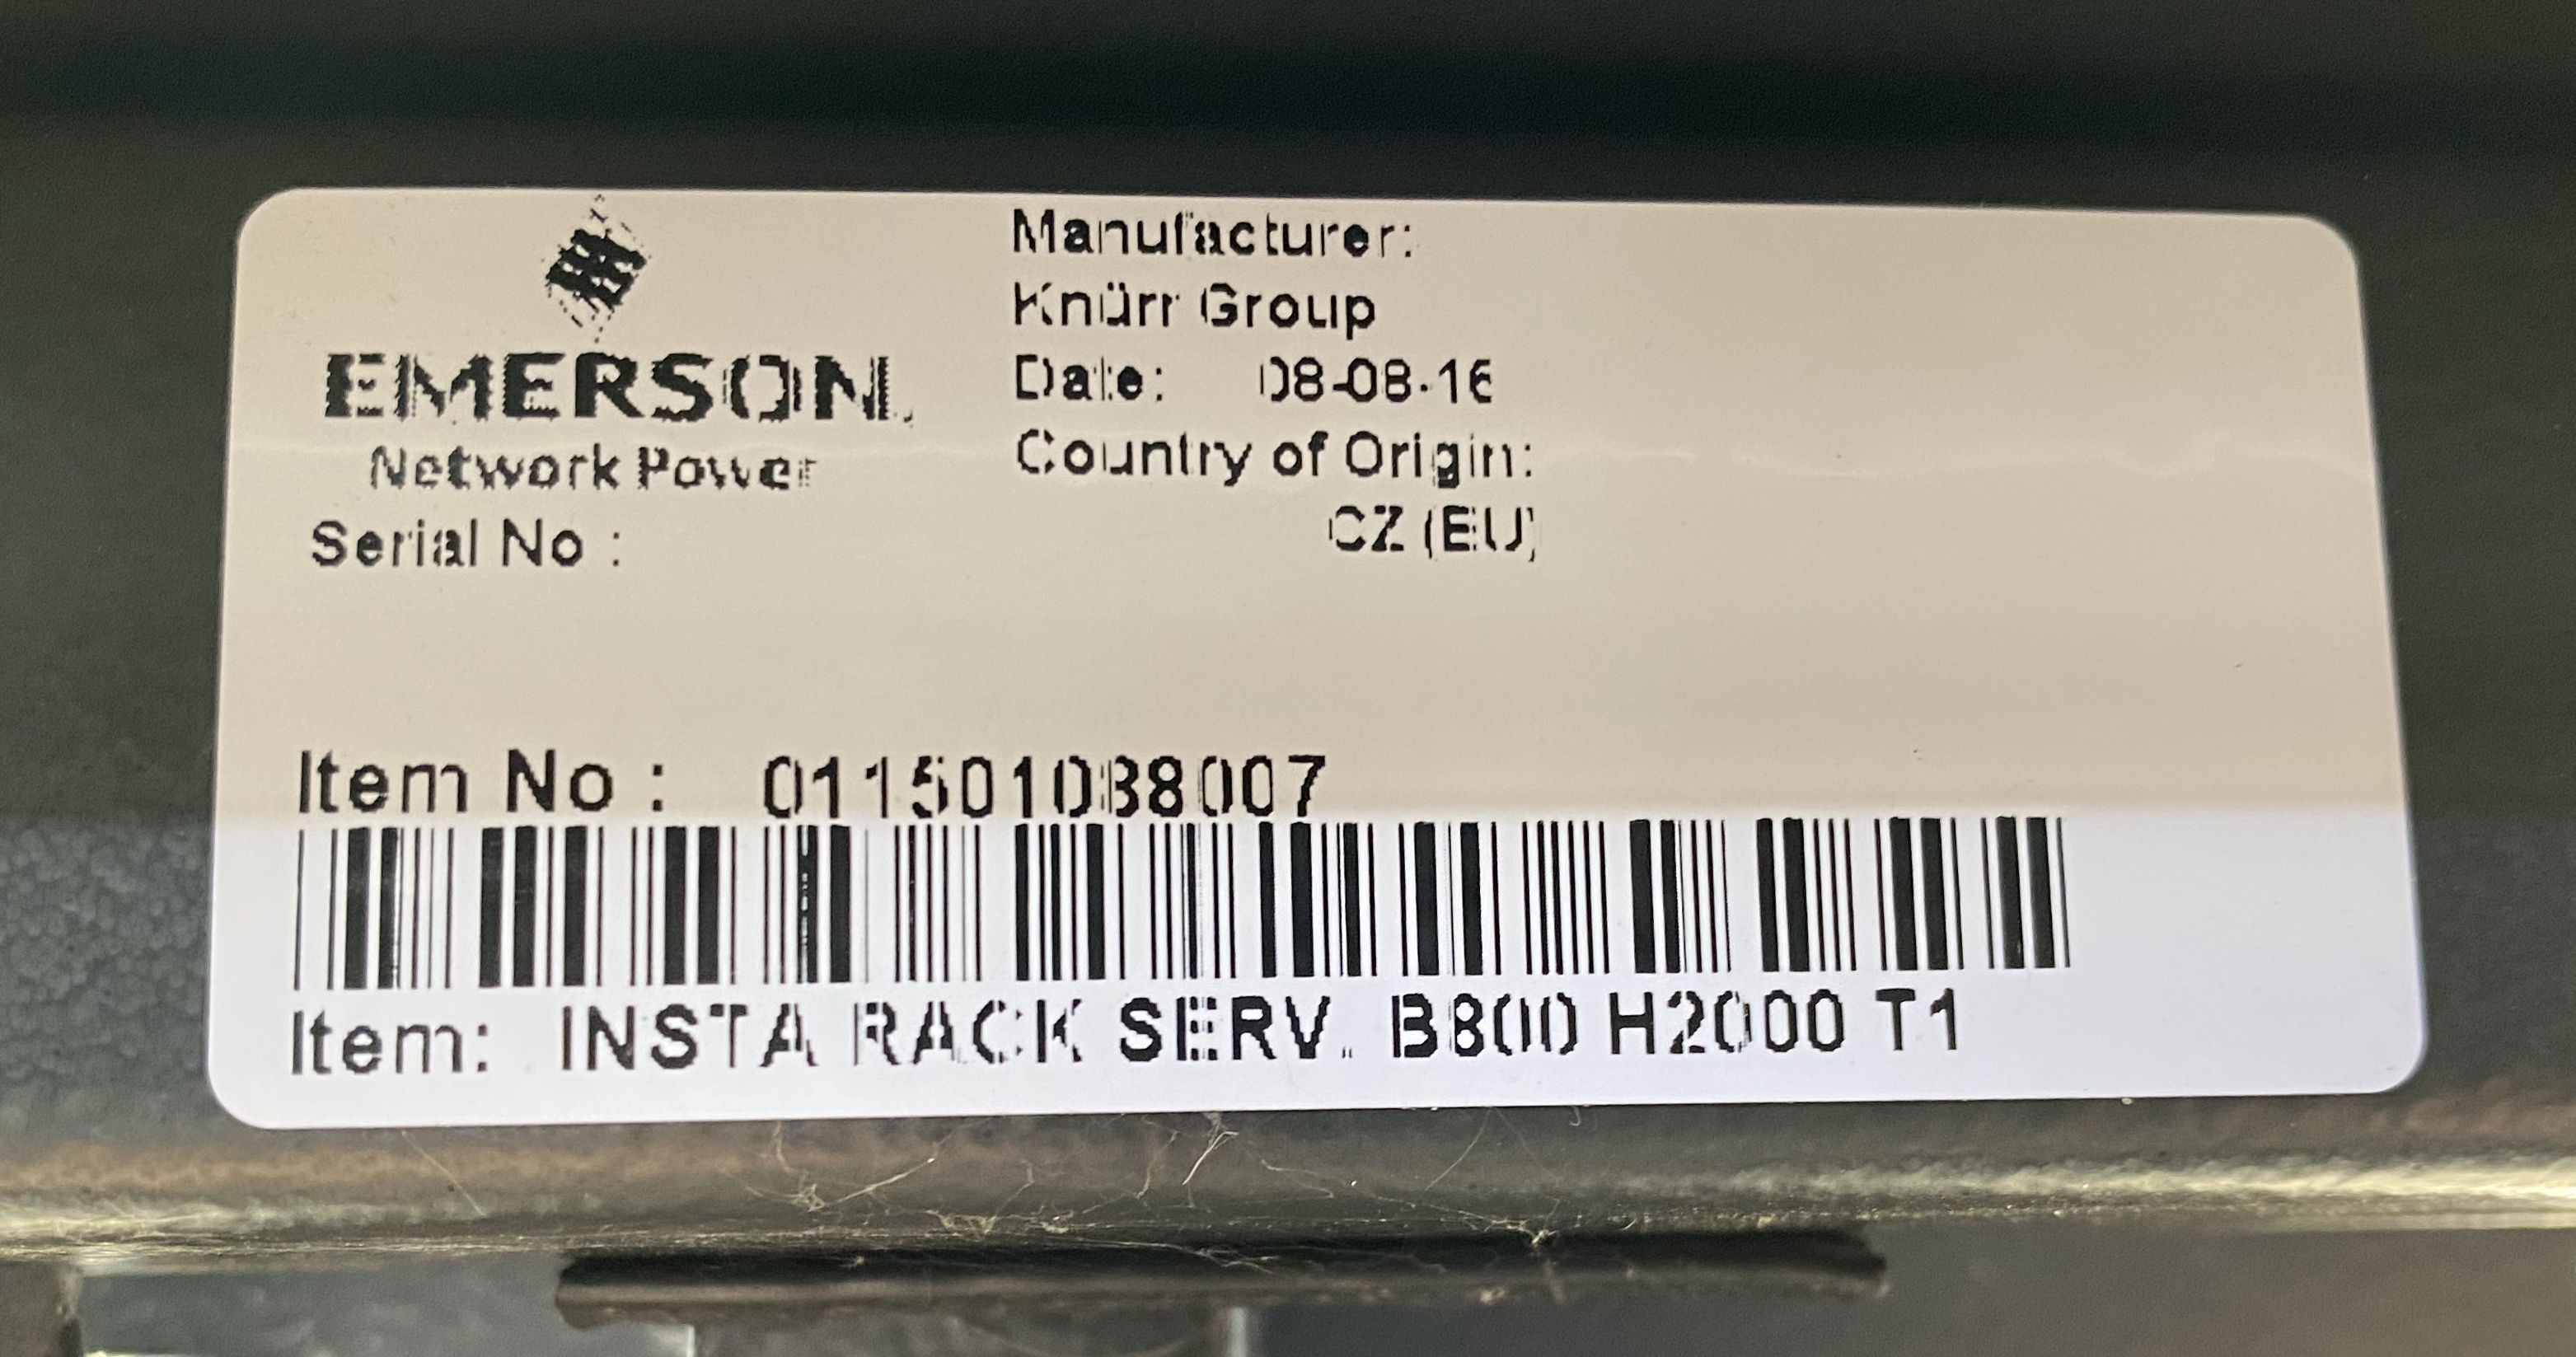 EMERSON
Network Power
Serial No :
Manufacturer:
Knürr Group
Date: 08-08-16
Country of Origin:
CZ (EU)
Item No : 011501088007
Item: INSTA RACK SERV. B800 H2000 T1